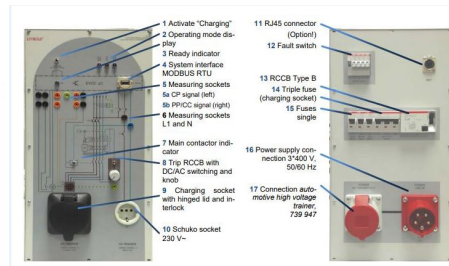 1 Activate "Charging"
2 Operating mode dis-
play
3 Ready indicator
4 System interface
MODBUS RTU
5 Measuring sockets
5a CP signal (left)
5b PP/CC signal (right)
6 Measuring sockets
L1 and N
7 Main contactor indi-
cator
8 Trip RCCB with
DC/AC switching and
knob
9 Charging socket
with hinged lid and in-
terlock
10 Schuko socket
230 V~
11 RJ45 connector
(Option!)
12 Fault switch
13 RCCB Type B
14 Triple fuse
(charging socket)
15 Fuses
single
16 Power supply con-
nection 3*400 V,
50/60 Hz
17 Connection auto-
motive high voltage
trainer,
739 947